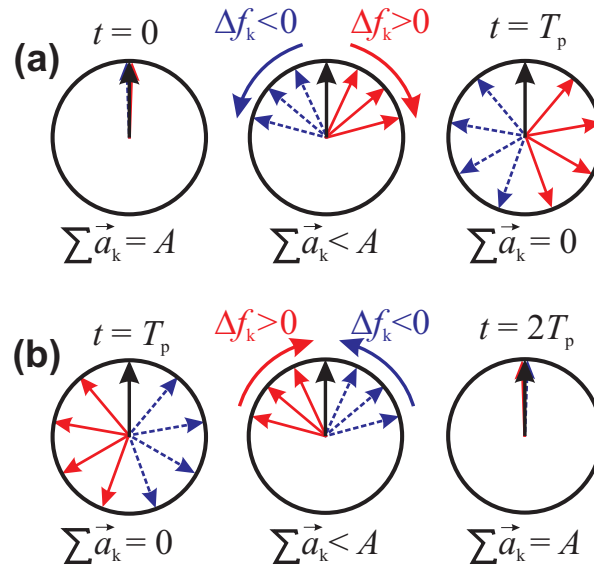 (a)
t = 0
Δf_k<0
Δf_k>0
t = T_p
∑a⃗_k = A
∑a⃗_k < A
∑a⃗_k = 0
(b)
t = T_p
Δf_k>0
Δf_k<0
t = 2T_p
∑a⃗_k = 0
∑a⃗_k < A
∑a⃗_k = A